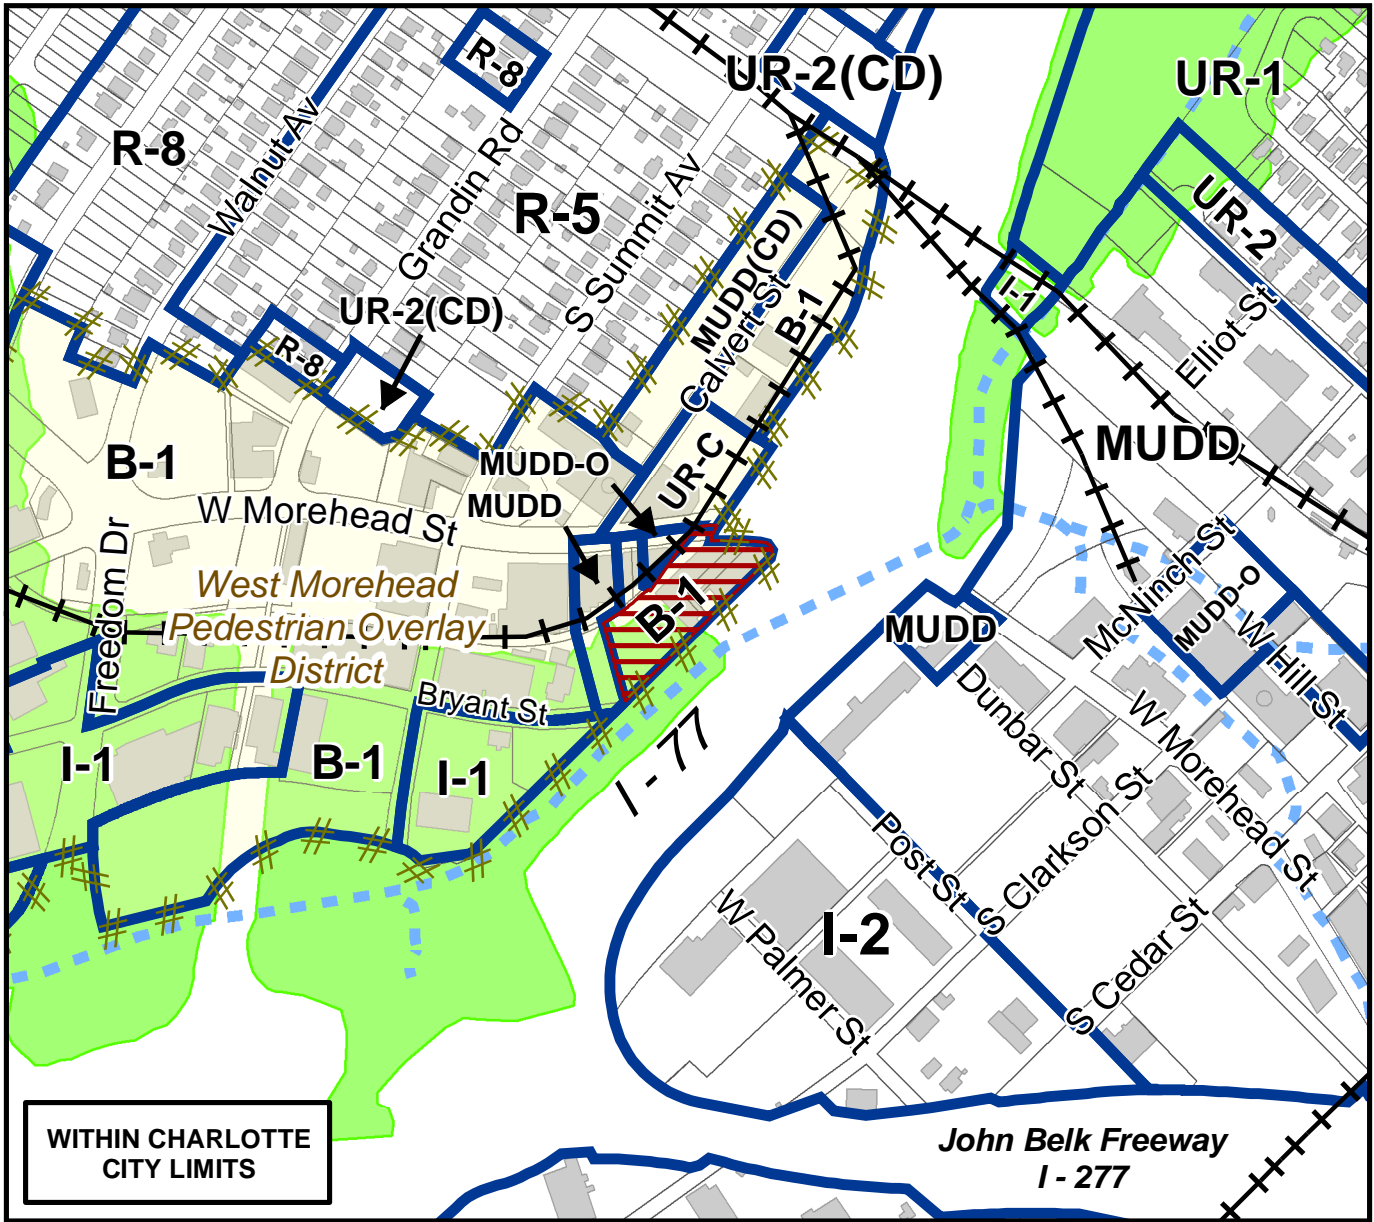 R-8
UR-2(CD)
UR-1
R-8
Walnut Av
Grandin Rd
R-5
S Summit Av
UR-2
MUDD(CD)
Calvert St
B-1
I-1
Elliot St
UR-2(CD)
R-8
MUDD
B-1
MUDD-O
MUDD
UR-C
W Morehead St
Freedom Dr
West Morehead
Pedestrian Overlay
District
B-1
McNinch St
MUDD-O
W Hill St
MUDD
Bryant St
Dunbar St
W Morehead St
I-1
B-1
I-1
I - 77
Post St
S Clarkson St
W Palmer St
I-2
S Cedar St
WITHIN CHARLOTTE
CITY LIMITS
John Belk Freeway
I - 277